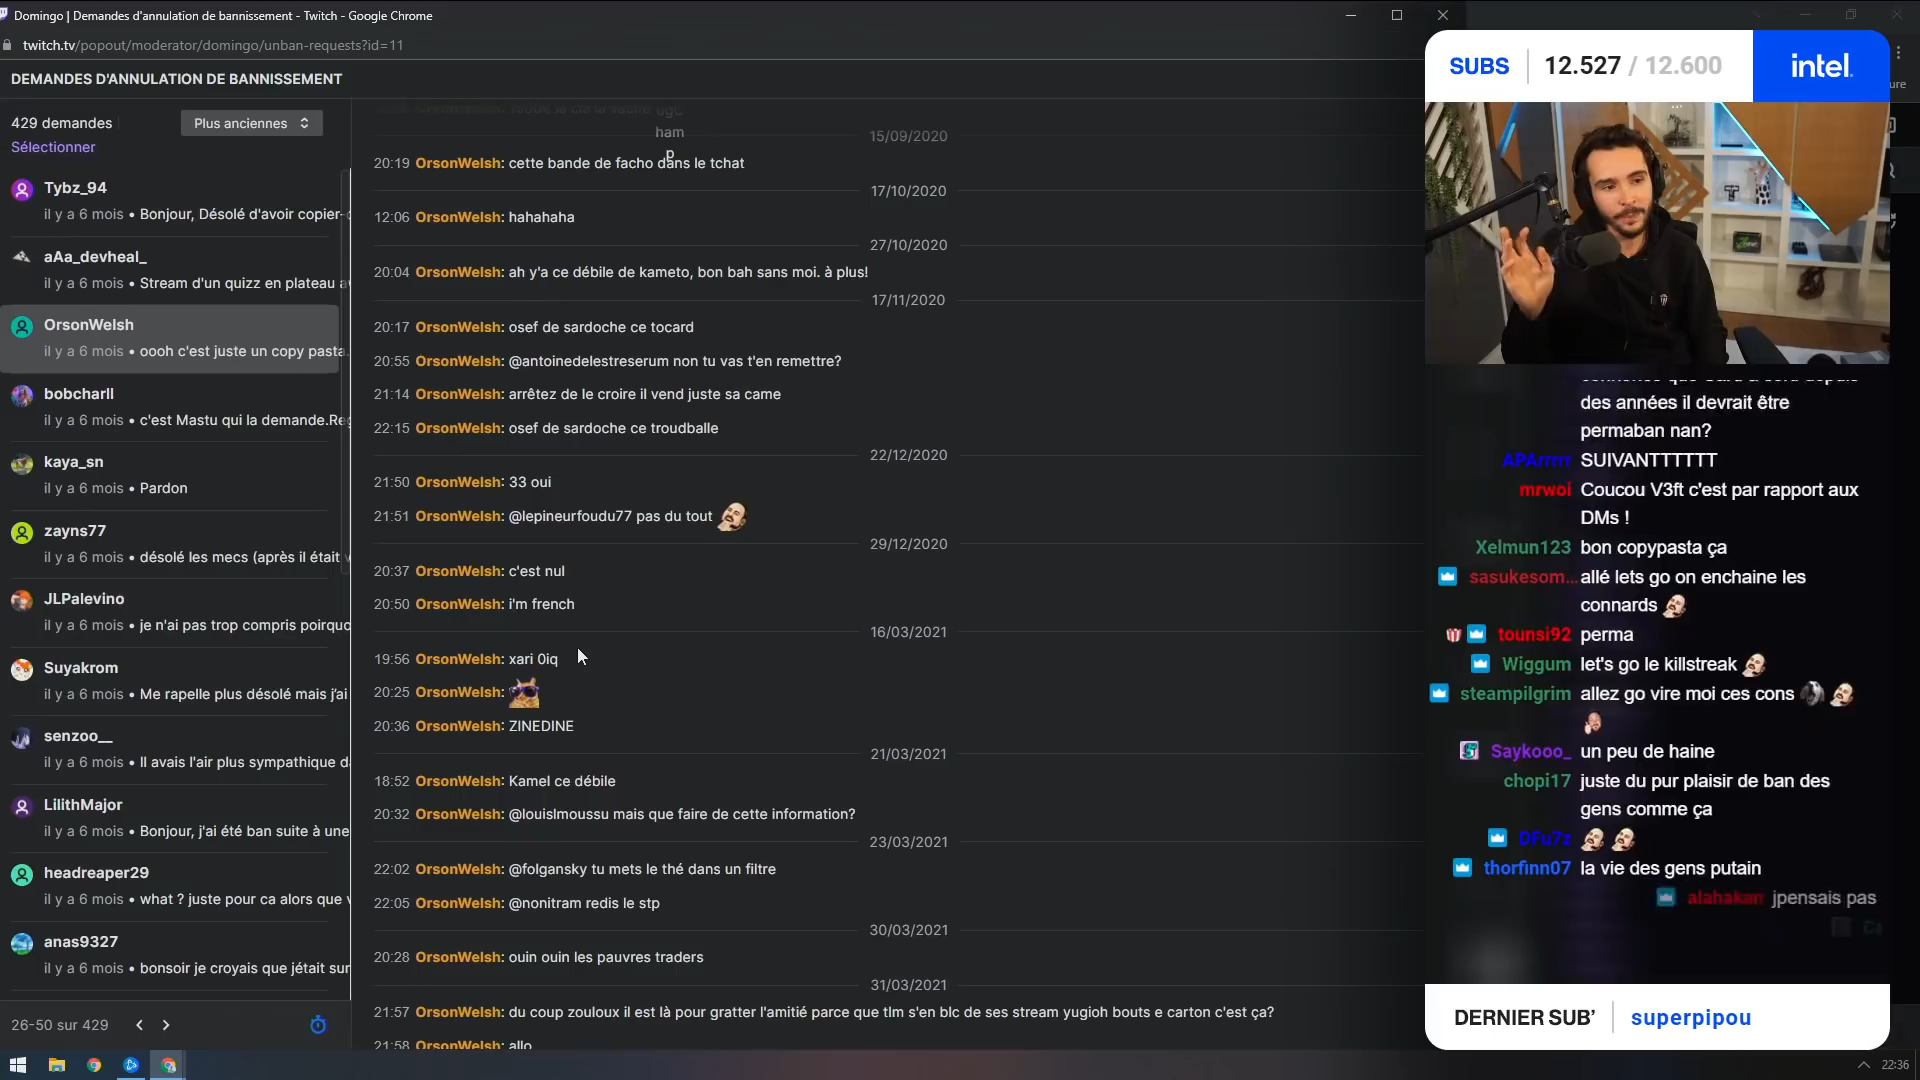 Domingo | Demandes d'annulation de bannissement - Twitch - Google Chrome
twitch.tv/popout/moderator/domingo/unban-requests?id=11
DEMANDES D'ANNULATION DE BANNISSEMENT
429 demandes
Plus anciennes
Sélectionner
Tybz_94
il y a 6 mois • Bonjour, Désolé d'avoir copier-
aAa_devheal_
il y a 6 mois • Stream d'un quizz en plateau
OrsonWelsh
il y a 6 mois • oooh c'est juste un copy pasta
bobcharll
il y a 6 mois • c'est Mastu qui la demande.
kaya_sn
il y a 6 mois • Pardon
zayns77
il y a 6 mois • désolé les mecs (après il était
JLPalevino
il y a 6 mois • je n'ai pas trop compris poirquo
Suyakrom
il y a 6 mois • Me rapelle plus désolé mais j'ai
senzoo__
il y a 6 mois • Il avais l'air plus sympathique
LilithMajor
il y a 6 mois • Bonjour, j'ai été ban suite à une
headreaper29
il y a 6 mois • what ? juste pour ca alors que
anas9327
il y a 6 mois • bonsoir je croyais que jétait sur
26-50 sur 429
ham
p
15/09/2020
20:19 OrsonWelsh: cette bande de facho dans le tchat
17/10/2020
12:06 OrsonWelsh: hahahaha
27/10/2020
20:04 OrsonWelsh: ah y'a ce débile de kameto, bon bah sans moi. à plus!
17/11/2020
20:17 OrsonWelsh: osef de sardoche ce tocard
20:55 OrsonWelsh: @antoinedelestreserum non tu vas t'en remettre?
21:14 OrsonWelsh: arrêtez de le croire il vend juste sa came
22:15 OrsonWelsh: osef de sardoche ce troudballe
22/12/2020
21:50 OrsonWelsh: 33 oui
21:51 OrsonWelsh: @lepineurfoudu77 pas du tout
29/12/2020
20:37 OrsonWelsh: c'est nul
20:50 OrsonWelsh: i'm french
16/03/2021
19:56 OrsonWelsh: xari 0iq
20:25 OrsonWelsh:
20:36 OrsonWelsh: ZINEDINE
21/03/2021
18:52 OrsonWelsh: Kamel ce débile
20:32 OrsonWelsh: @louislmoussu mais que faire de cette information?
23/03/2021
22:02 OrsonWelsh: @folgansky tu mets le thé dans un filtre
22:05 OrsonWelsh: @nonitram redis le stp
30/03/2021
20:28 OrsonWelsh: ouin ouin les pauvres traders
31/03/2021
21:57 OrsonWelsh: du coup zouloux il est là pour gratter l'amitié parce que tlm s'en blc de ses stream yugioh bouts e carton c'est ça?
21:58 OrsonWelsh: allo
SUBS 12.527 / 12.600 intel.
des années il devrait être
permaban nan?
APArrrrr SUIVANTTTTTT
mrwoi Coucou V3ft c'est par rapport aux
DMs !
Xelmun123 bon copypasta ça
sasukesom... allé lets go on enchaine les
connards
tounsi92 perma
Wiggum let's go le killstreak
steampilgrim allez go vire moi ces cons
Saykooo_ un peu de haine
chopi17 juste du pur plaisir de ban des
gens comme ça
DFu7z
thorfinn07 la vie des gens putain
alahakan jpensais pas
DERNIER SUB' superpipou
22:36